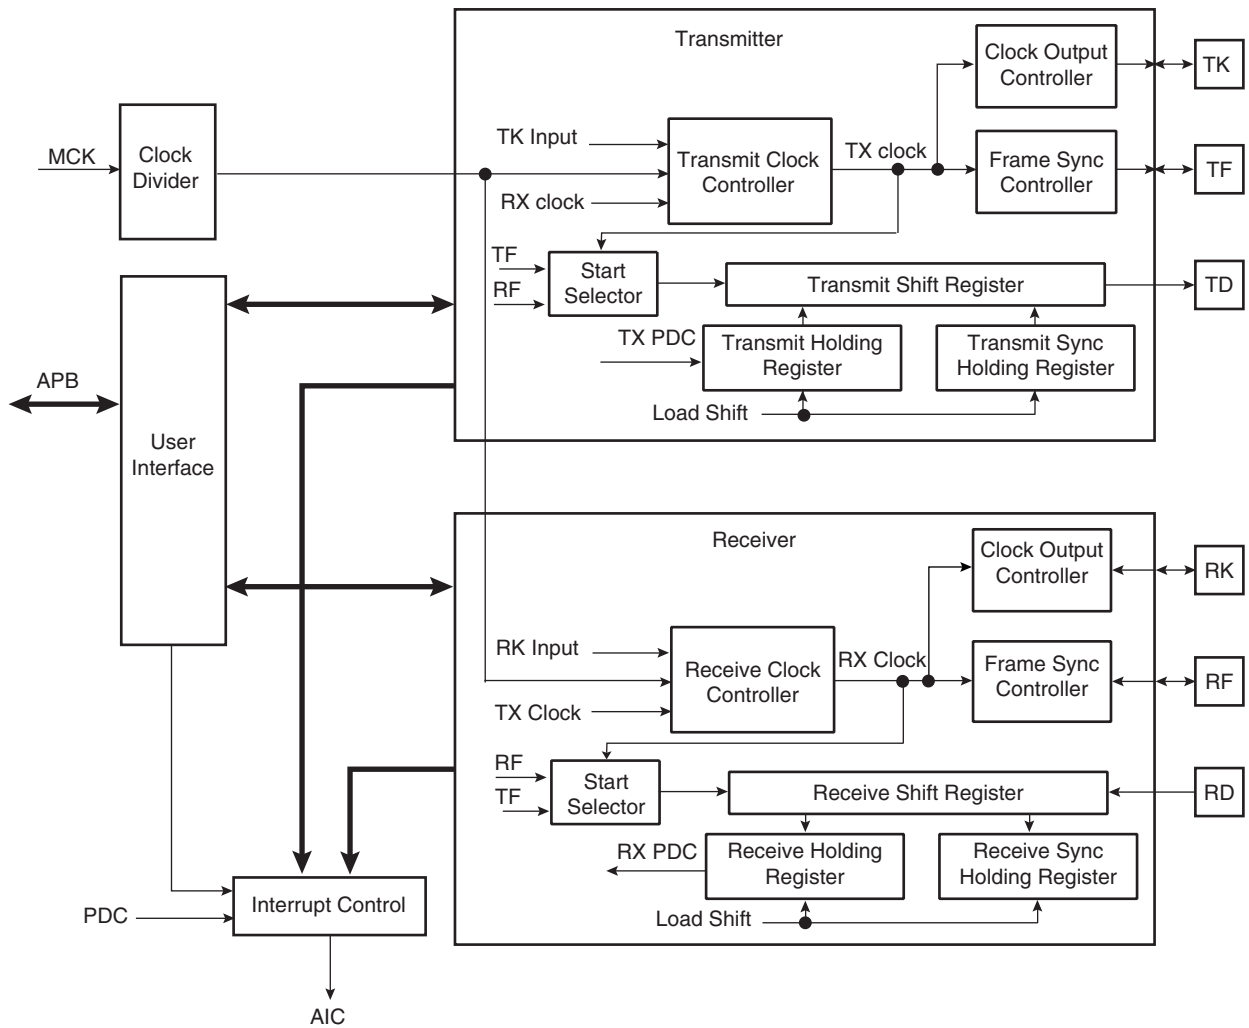 Transmitter
Clock Output
Controller
TK
MCK
Clock
Divider
TK Input
Transmit Clock
Controller
TX clock
Frame Sync
Controller
TF
RX clock
TF
RF
Start
Selector
Transmit Shift Register
TD
TX PDC
Transmit Holding
Register
Transmit Sync
Holding Register
Load Shift
APB
User
Interface
Receiver
Clock Output
Controller
RK
RK Input
Receive Clock
Controller
RX Clock
Frame Sync
Controller
RF
TX Clock
RF
TF
Start
Selector
Receive Shift Register
RD
RX PDC
Receive Holding
Register
Receive Sync
Holding Register
Load Shift
PDC
Interrupt Control
AIC